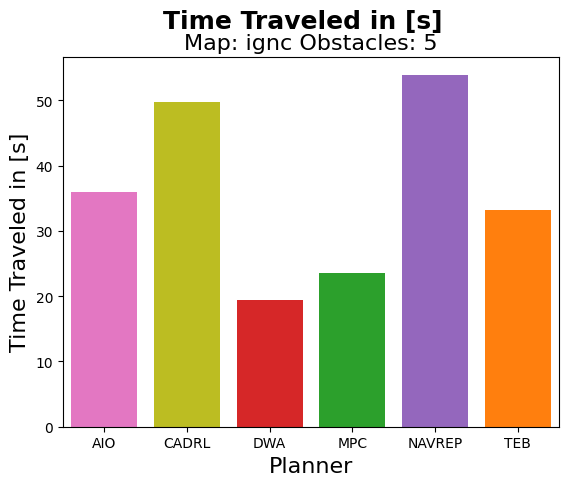 Time Traveled in [s]
Map: ignc Obstacles: 5
Time Traveled in [s]
50
40
30
20
10
0
AIO CADRL DWA MPC NAVREP TEB
Planner